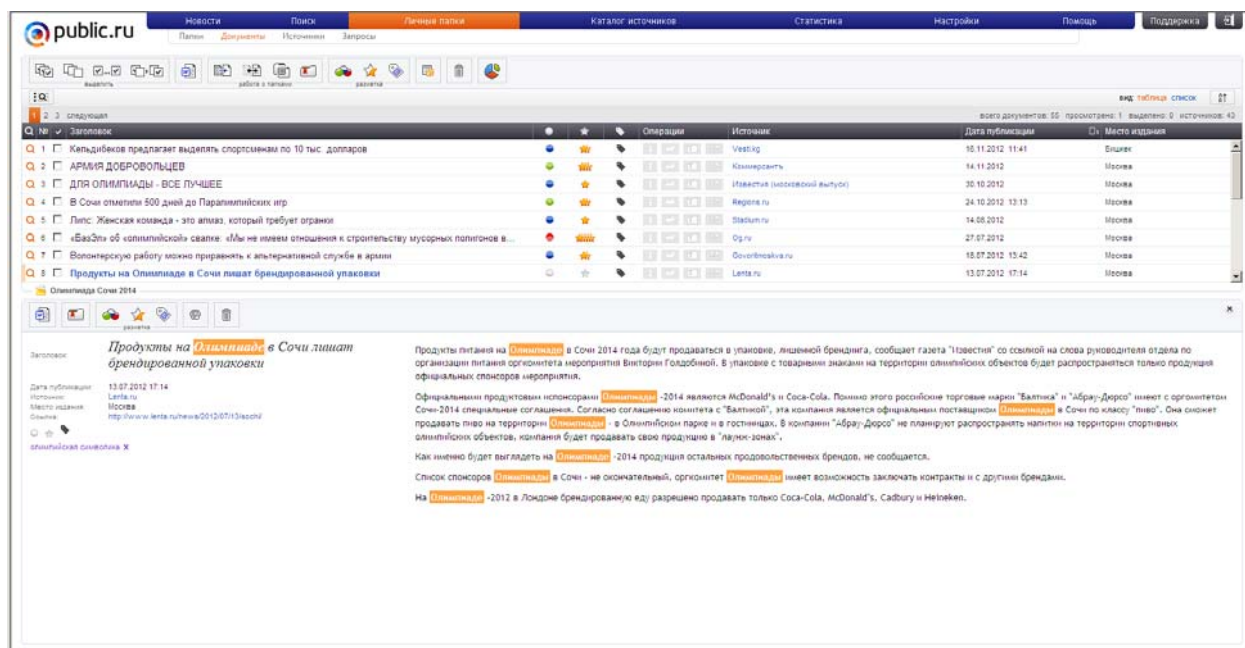 public.ru
Новости Поиск Личные папки Каталог источников Статистика Настройки Помощь Поддержка
Папки Документы Источники Запросы
выделить работа с папками разметка
вид: таблица список
1 2 3 следующая всего документов: 55 просмотрено: 1 выделено: 0 источников: 43
№ Заголовок Операции Источник Дата публикации Место издания
1 Кельдибеков предлагает выделять спортсменам по 10 тыс. долларов Vesti.kg 16.11.2012 11:41 Бишкек
2 АРМИЯ ДОБРОВОЛЬЦЕВ Коммерсантъ 14.11.2012 Москва
3 ДЛЯ ОЛИМПИАДЫ - ВСЕ ЛУЧШЕЕ Известия (московский выпуск) 30.10.2012 Москва
4 В Сочи отметили 500 дней до Паралимпийских игр Regions.ru 24.10.2012 13:13 Москва
5 Липс: Женская команда - это алмаз, который требует огранки Stadium.ru 14.08.2012 Москва
6 «БазЭл» об «олимпийской» свалке: «Мы не имеем отношения к строительству мусорных полигонов в... Og.ru 27.07.2012 Москва
7 Волонтерскую работу можно приравнять к альтернативной службе в армии Govoritmoskva.ru 18.07.2012 13:42 Москва
8 Продукты на Олимпиаде в Сочи лишат брендированной упаковки Lenta.ru 13.07.2012 17:14 Москва
Олимпиада Сочи 2014
разметка
Заголовок: Продукты на Олимпиаде в Сочи лишат
брендированной упаковки
Дата публикации: 13.07.2012 17:14
Источник: Lenta.ru
Место издания: Москва
Ссылка: http://www.lenta.ru/news/2012/07/13/sochi/
олимпийская символика x
Продукты питания на Олимпиаде в Сочи 2014 года будут продаваться в упаковке, лишенной брендинга, сообщает газета "Известия" со ссылкой на слова руководителя отдела по
организации питания оргкомитета мероприятия Виктории Голдобиной. В упаковке с товарными знаками на территории олимпийских объектов будет распространяться только продукция
официальных спонсоров мероприятия.
Официальными продуктовым испонсорами Олимпиады -2014 являются McDonald's и Coca-Cola. Помимо этого российские торговые марки "Балтика" и "Абрау-Дюрсо" имеют с оргомитетом
Сочи-2014 специальные соглашения. Согласно соглашению комитета с "Балтикой", эта компания является официальным поставщиком Олимпиады в Сочи по классу "пиво". Она сможет
продавать пиво на территории Олимпиады - в Олимпийском парке и в гостиницах. В компании "Абрау-Дюрсо" не планируют распространять напитки на территории спортивных
олимпийских объектов, компания будет продавать свою продукцию в "лаунж-зонах".
Как именно будет выглядеть на Олимпиаде -2014 продукция остальных продовольственных брендов, не сообщается.
Список спонсоров Олимпиады в Сочи - не окончательный, оргкомитет Олимпиады имеет возможность заключать контракты и с другими брендами.
На Олимпиаде -2012 в Лондоне брендированную еду разрешено продавать только Coca-Cola, McDonald's, Cadbury и Heineken.